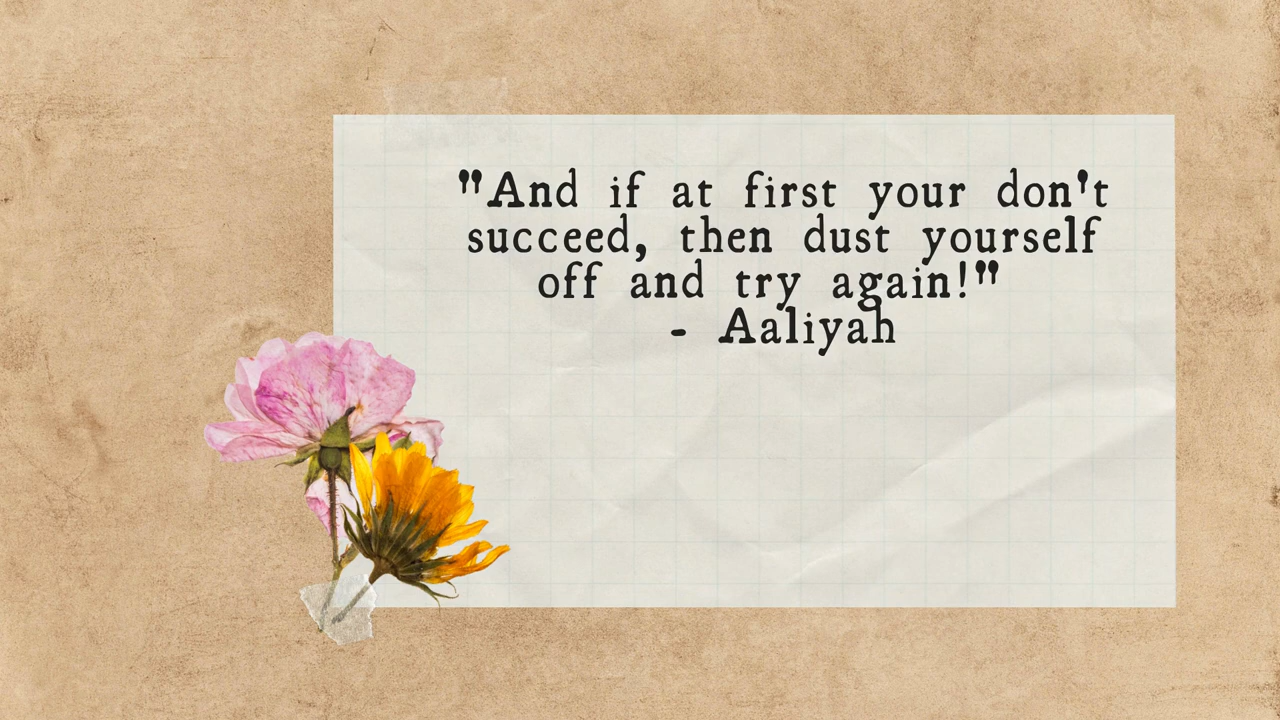 "And if at first your don't
succeed, then dust yourself
off and try again!"
- Aaliyah